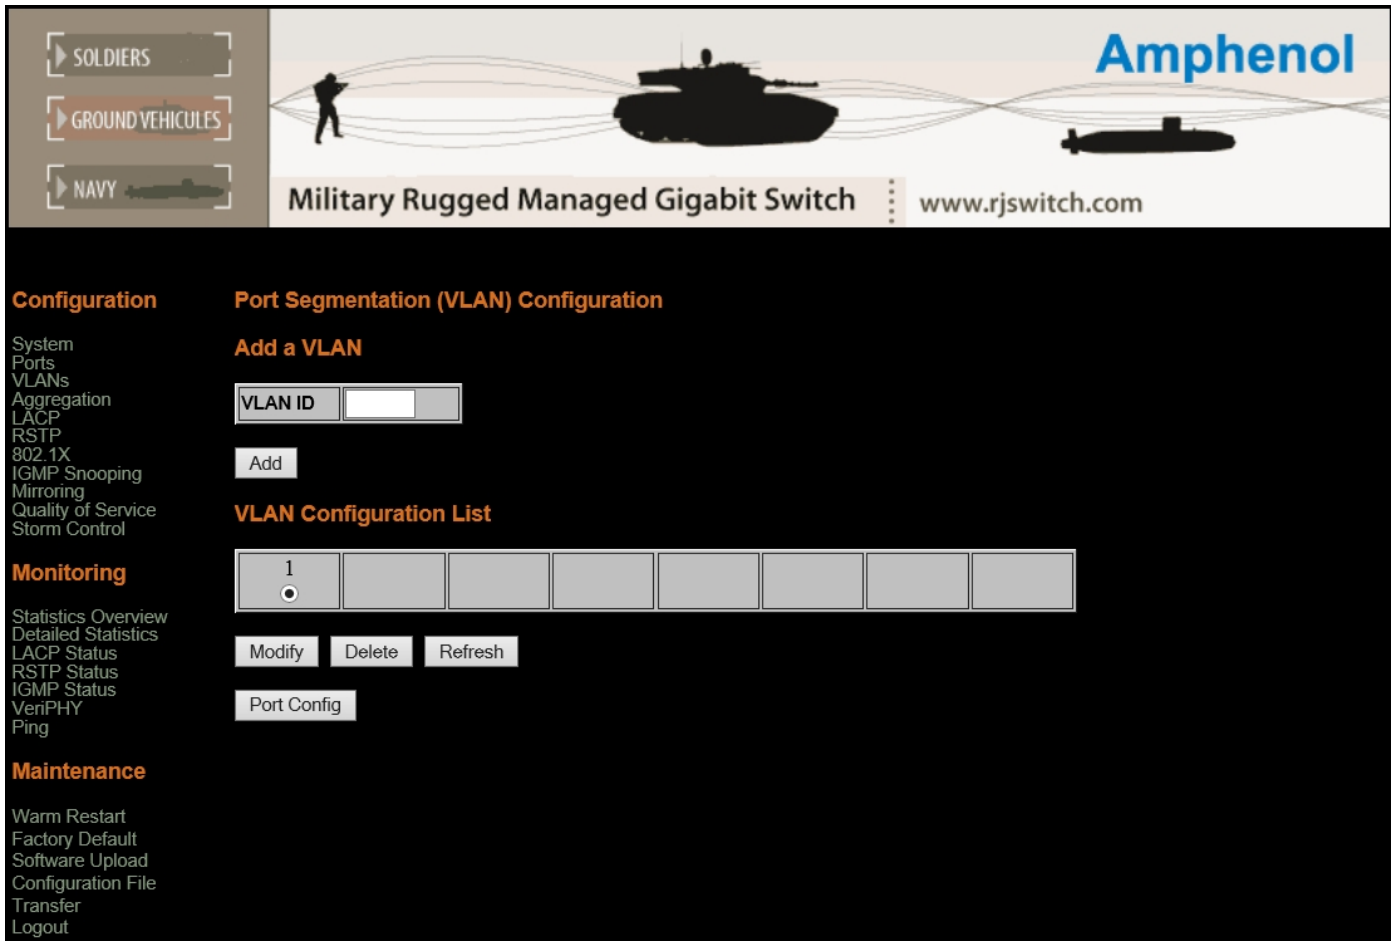 SOLDIERS
GROUND VEHICULES
NAVY
Amphenol
Military Rugged Managed Gigabit Switch
www.rjswitch.com
Configuration
System
Ports
VLANs
Aggregation
LACP
RSTP
802.1X
IGMP Snooping
Mirroring
Quality of Service
Storm Control
Monitoring
Statistics Overview
Detailed Statistics
LACP Status
RSTP Status
IGMP Status
VeriPHY
Ping
Maintenance
Warm Restart
Factory Default
Software Upload
Configuration File
Transfer
Logout
Port Segmentation (VLAN) Configuration
Add a VLAN
VLAN ID
Add
VLAN Configuration List
1
Modify Delete Refresh
Port Config